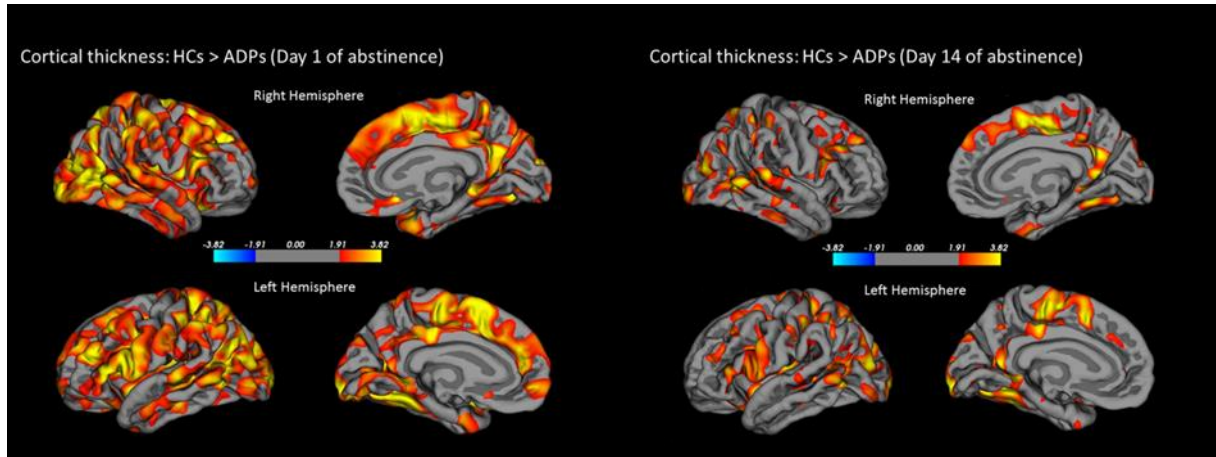 Cortical thickness: HCs > ADPs (Day 1 of abstinence)
Right Hemisphere
-3.82 -1.91 0.00 1.91 3.82
Left Hemisphere
Cortical thickness: HCs > ADPs (Day 14 of abstinence)
Right Hemisphere
-3.82 -1.91 0.00 1.91 3.82
Left Hemisphere